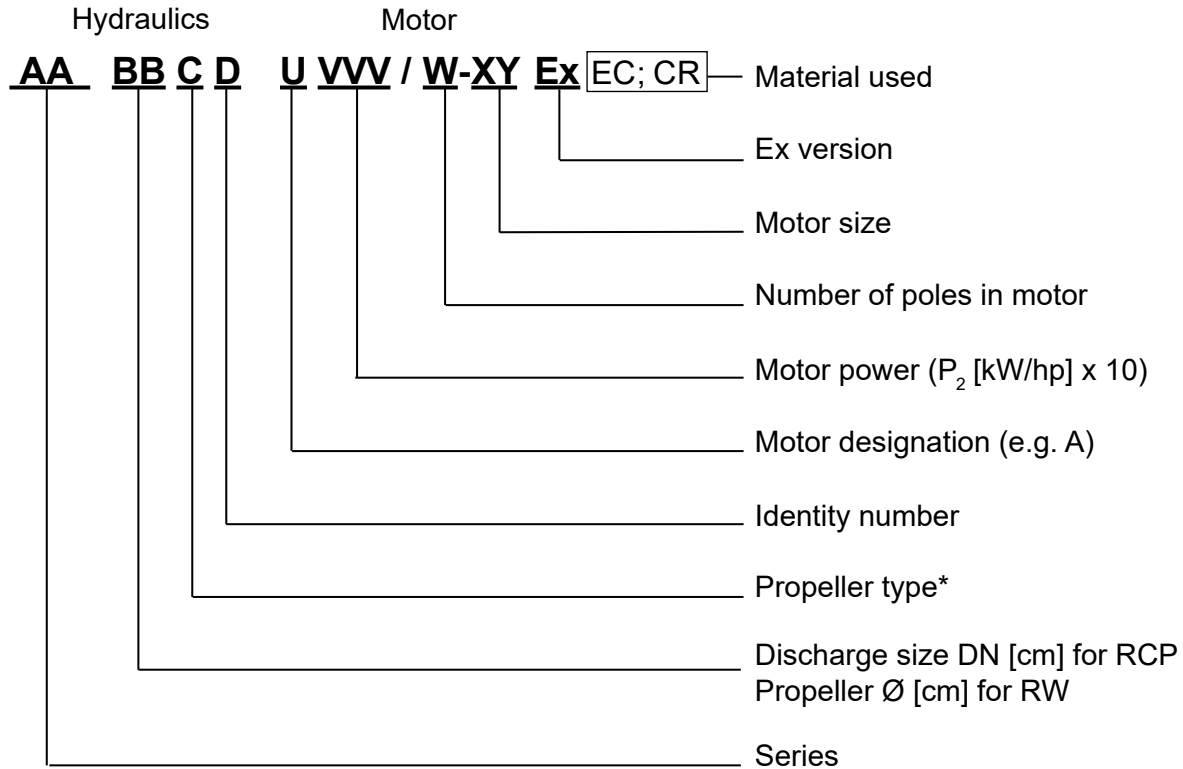 Hydraulics Motor
AA BB C D U VVV / W-XY Ex EC; CR
Material used
Ex version
Motor size
Number of poles in motor
Motor power (P2 [kW/hp] x 10)
Motor designation (e.g. A)
Identity number
Propeller type*
Discharge size DN [cm] for RCP
Propeller Ø [cm] for RW
Series